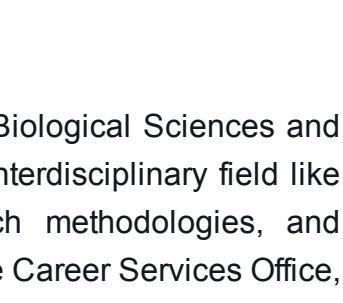 Biological Sciences and
nterdisciplinary field like
ch methodologies, and
e Career Services Office,